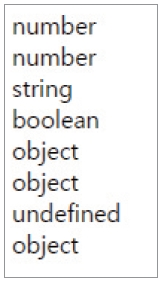 number
number
string
boolean
object
object
undefined
object